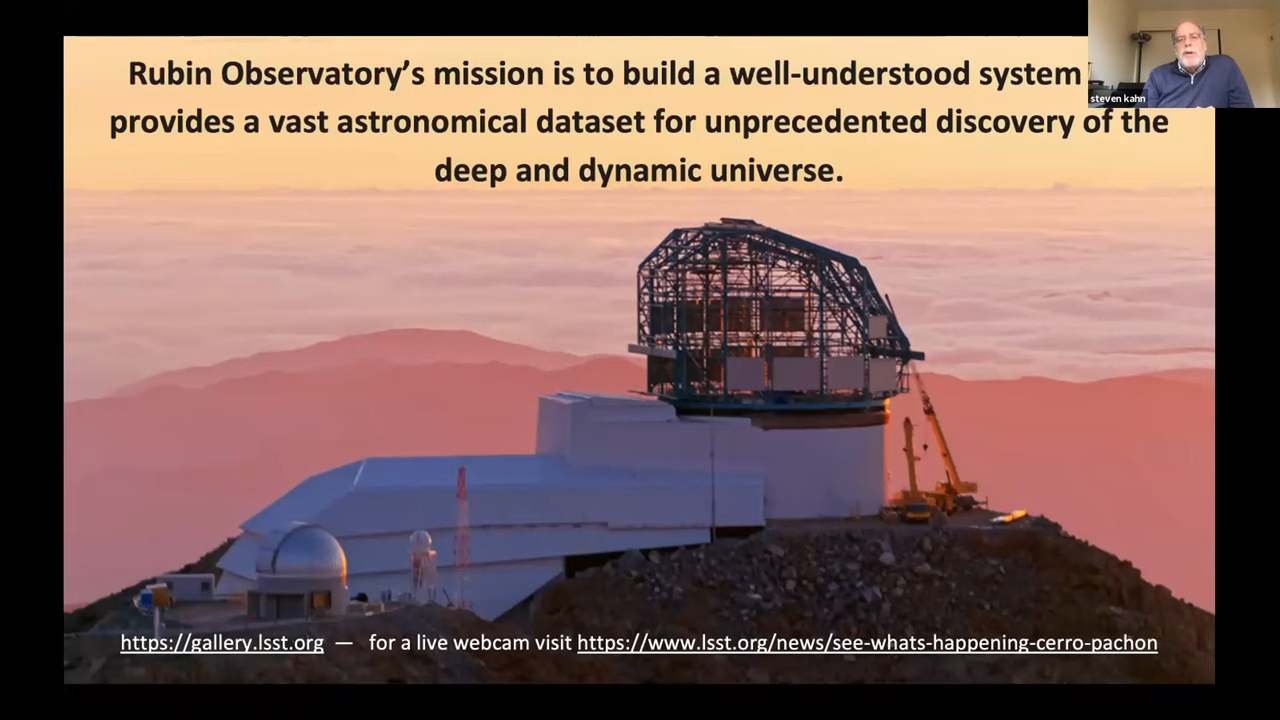 Rubin Observatory's mission is to build a well-understood system
provides a vast astronomical dataset for unprecedented discovery of the
deep and dynamic universe.
steven kahn
https://gallery.lsst.org — for a live webcam visit https://www.lsst.org/news/see-whats-happening-cerro-pachon